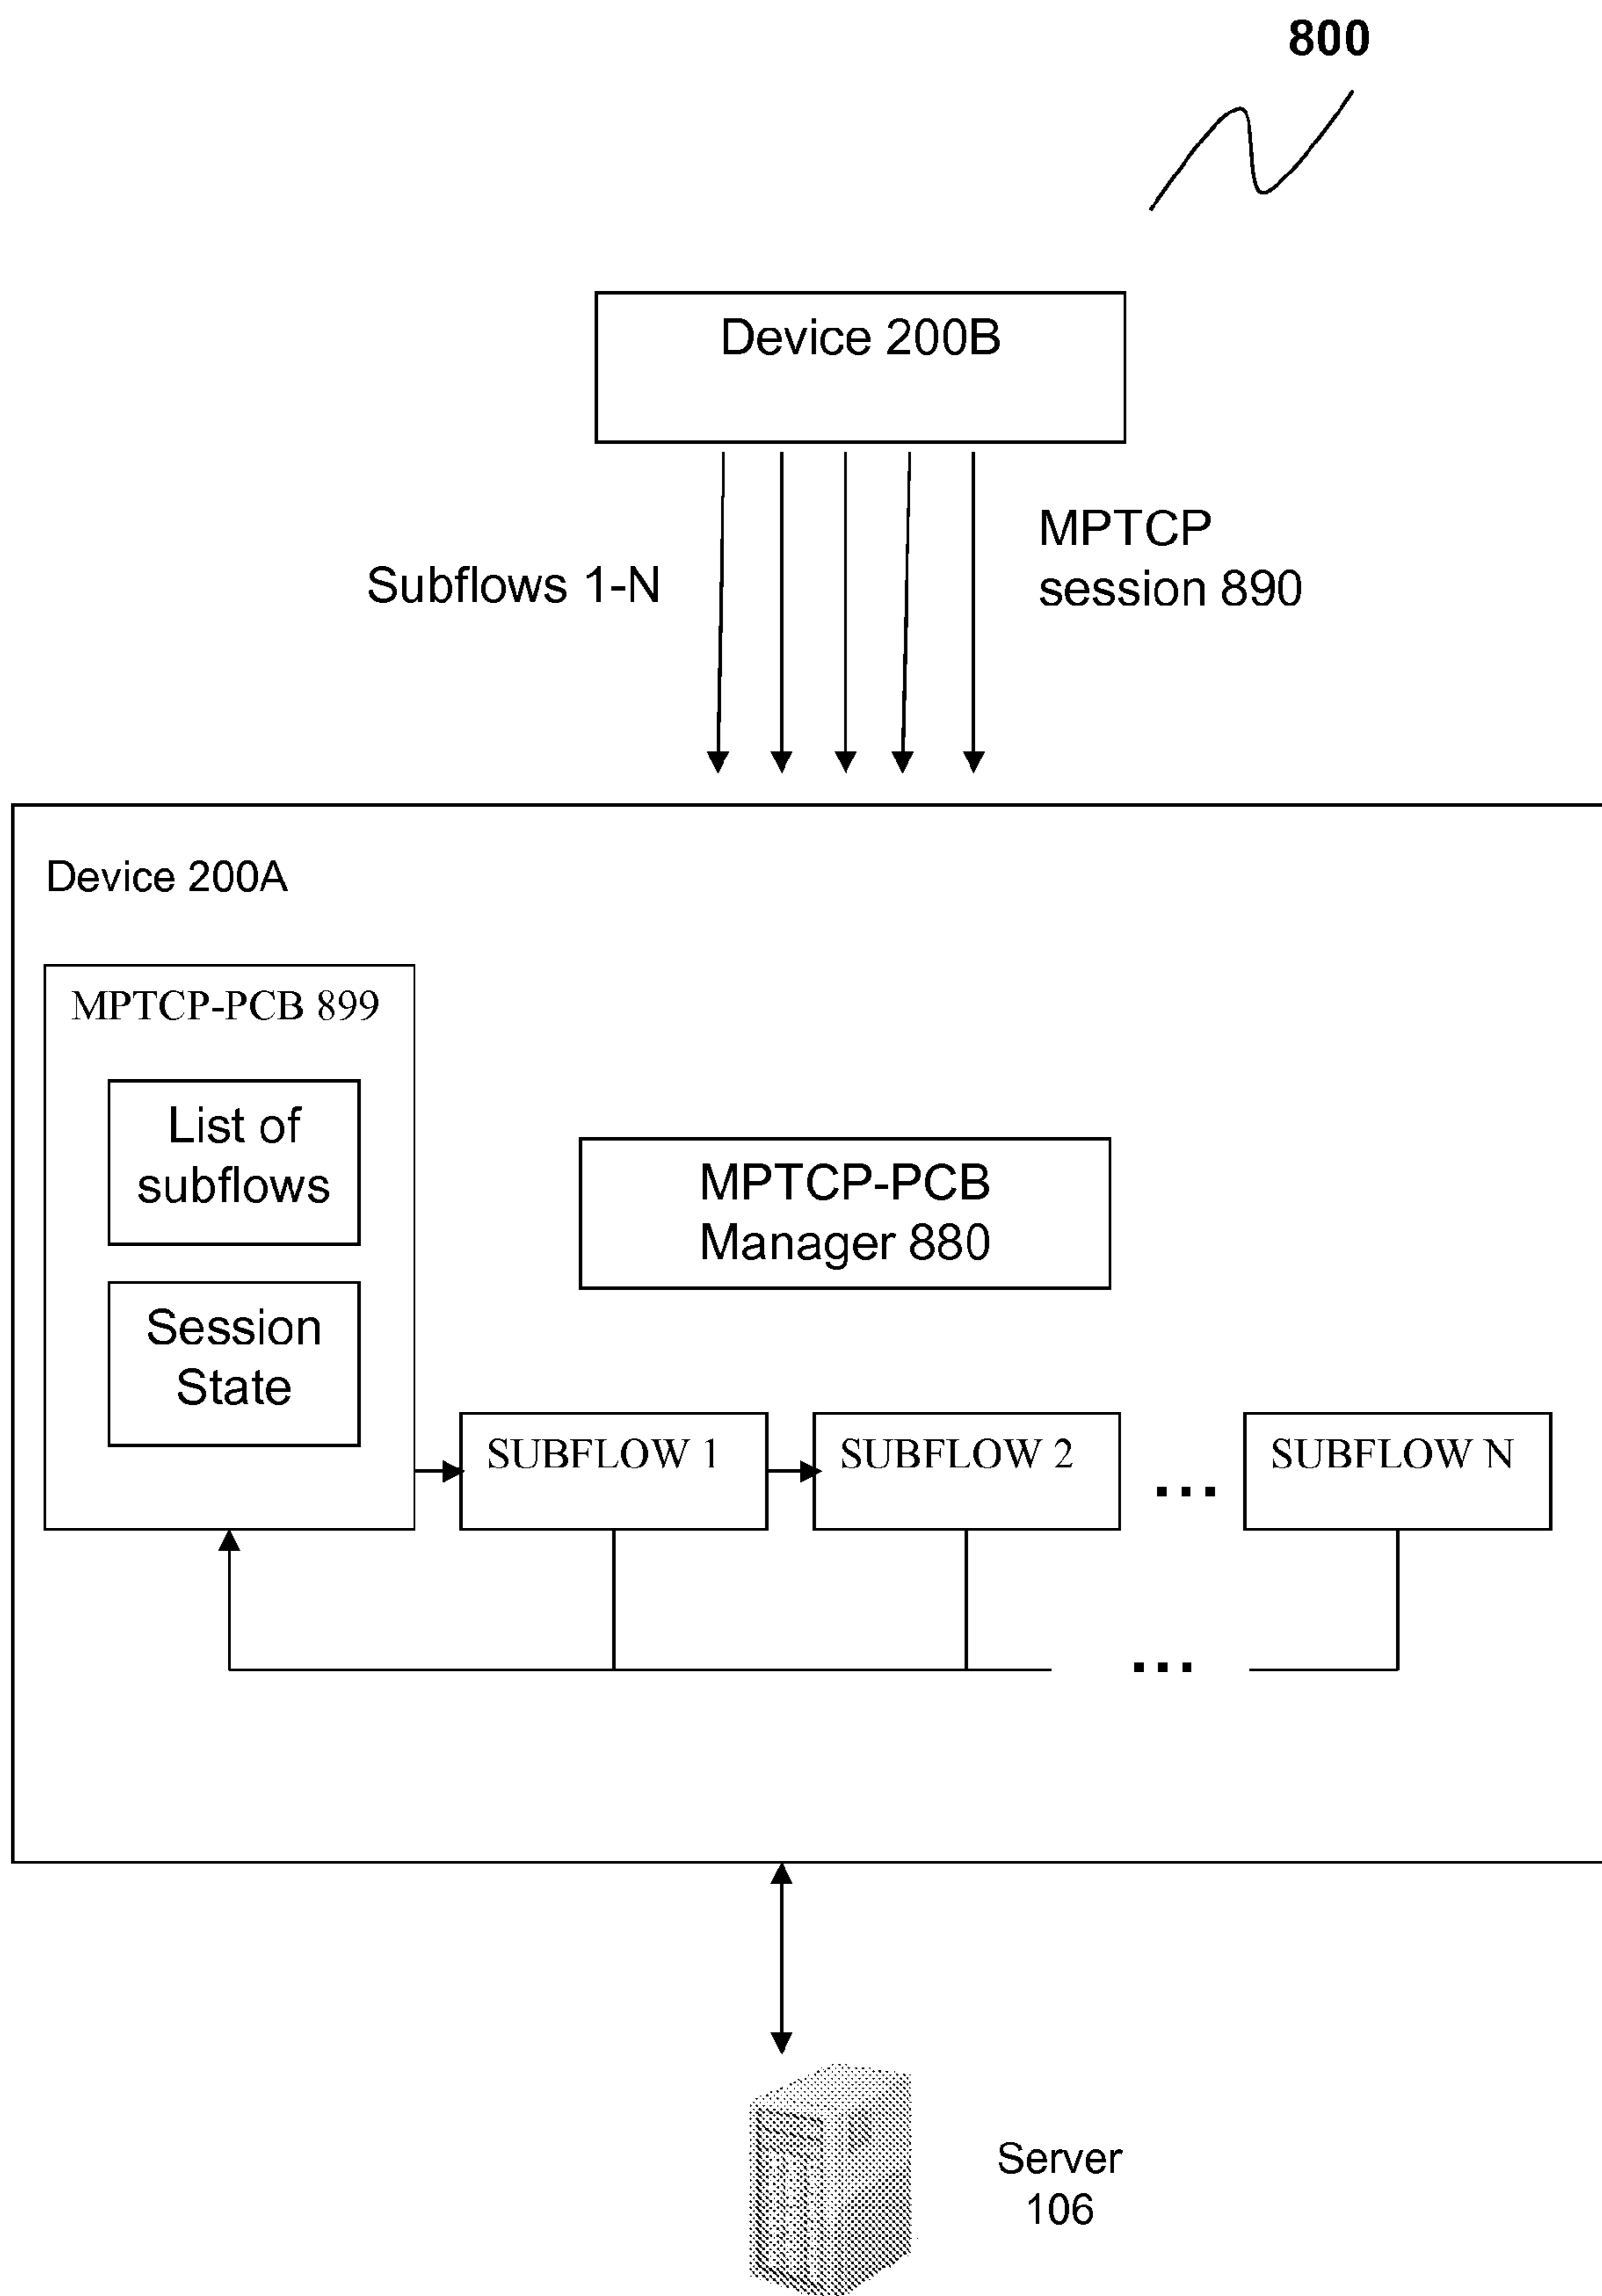 800
Device 200B
Subflows 1-N
MPTCP
session 890
Device 200A
MPTCP-PCB 899
List of
subflows
Session
State
MPTCP-PCB
Manager 880
SUBFLOW 1
SUBFLOW 2
...
SUBFLOW N
...
Server
106